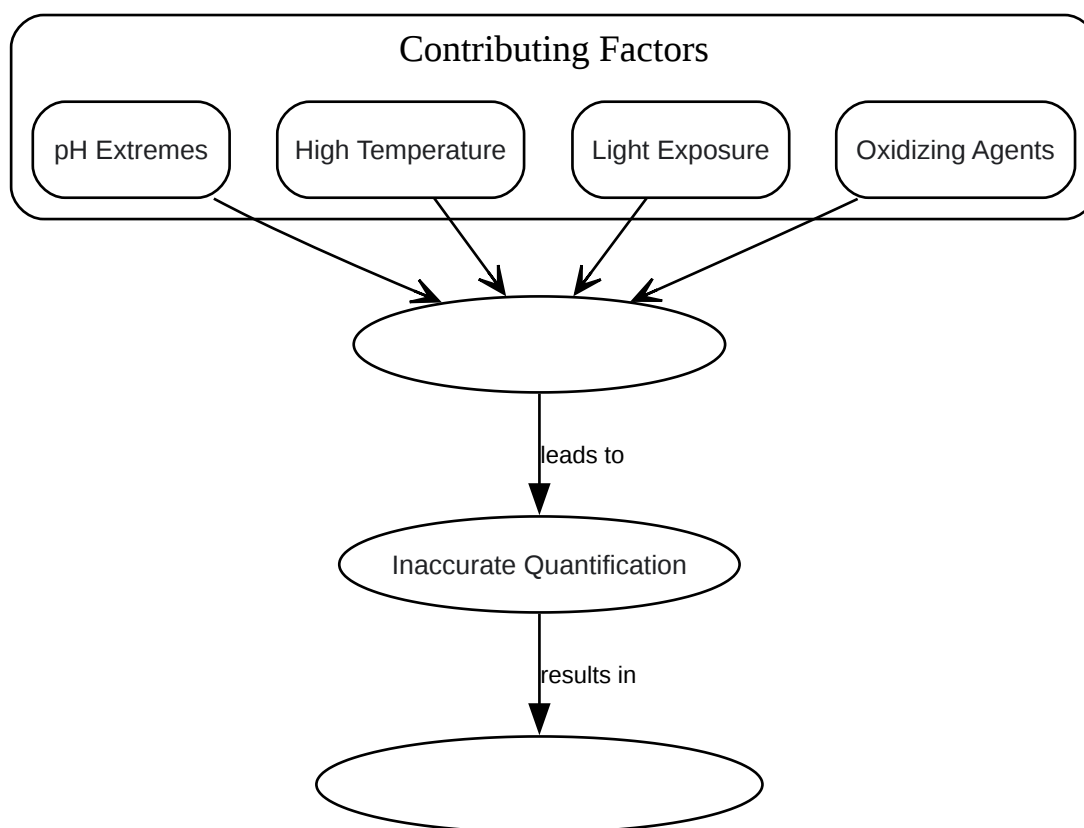 Contributing Factors
pH Extremes
High Temperature
Light Exposure
Oxidizing Agents
leads to
Inaccurate Quantification
results in